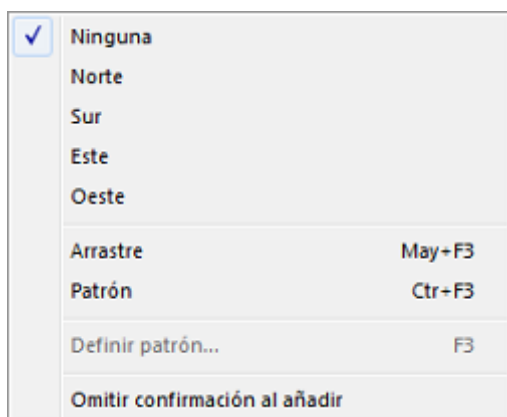 Ninguna
Norte
Sur
Este
Oeste
Arrastre May+F3
Patrón Ctr+F3
Definir patrón... F3
Omitir confirmación al añadir